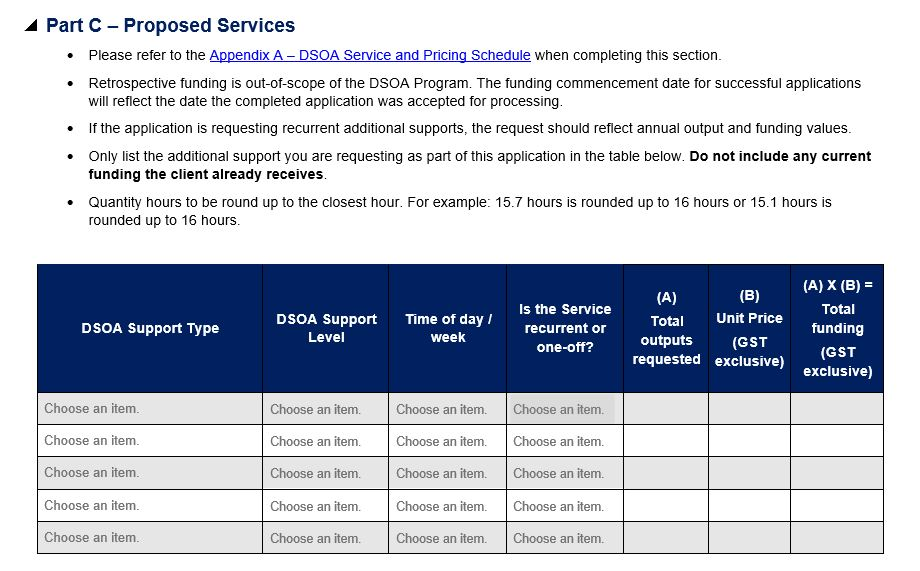 Part C – Proposed Services
• Please refer to the Appendix A – DSOA Service and Pricing Schedule when completing this section.
• Retrospective funding is out-of-scope of the DSOA Program. The funding commencement date for successful applications
will reflect the date the completed application was accepted for processing.
• If the application is requesting recurrent additional supports, the request should reflect annual output and funding values.
• Only list the additional support you are requesting as part of this application in the table below. Do not include any current
funding the client already receives.
• Quantity hours to be round up to the closest hour. For example: 15.7 hours is rounded up to 16 hours or 15.1 hours is
rounded up to 16 hours.
DSOA Support Type
DSOA Support
Level
Time of day /
week
Is the Service
recurrent or
one-off?
(A)
Total
outputs
requested
(B)
Unit Price
(GST
exclusive)
(A) X (B) =
Total
funding
(GST
exclusive)
Choose an item. Choose an item. Choose an item. Choose an item.
Choose an item. Choose an item. Choose an item. Choose an item.
Choose an item. Choose an item. Choose an item. Choose an item.
Choose an item. Choose an item. Choose an item. Choose an item.
Choose an item. Choose an item. Choose an item. Choose an item.